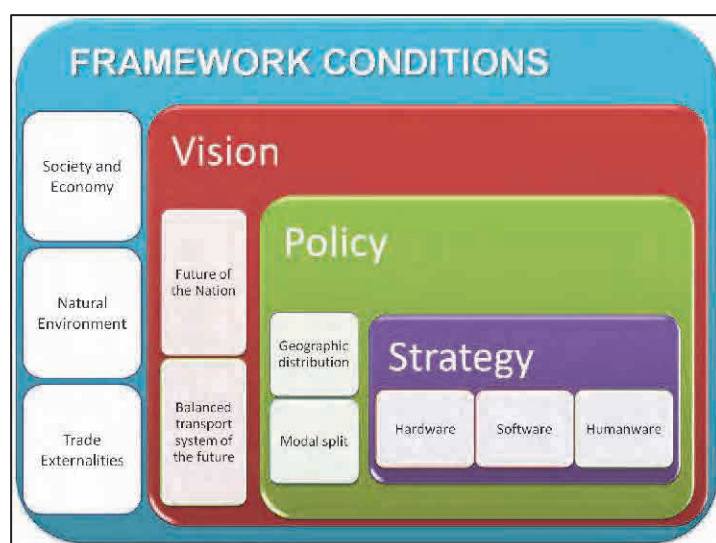 FRAMEWORK CONDITIONS
Society and
Economy
Natural
Environment
Trade
Externalities
Vision
Future of
the Nation
Balanced
transport
system of
the future
Policy
Geographic
distribution
Modal split
Strategy
Hardware
Software
Humanware